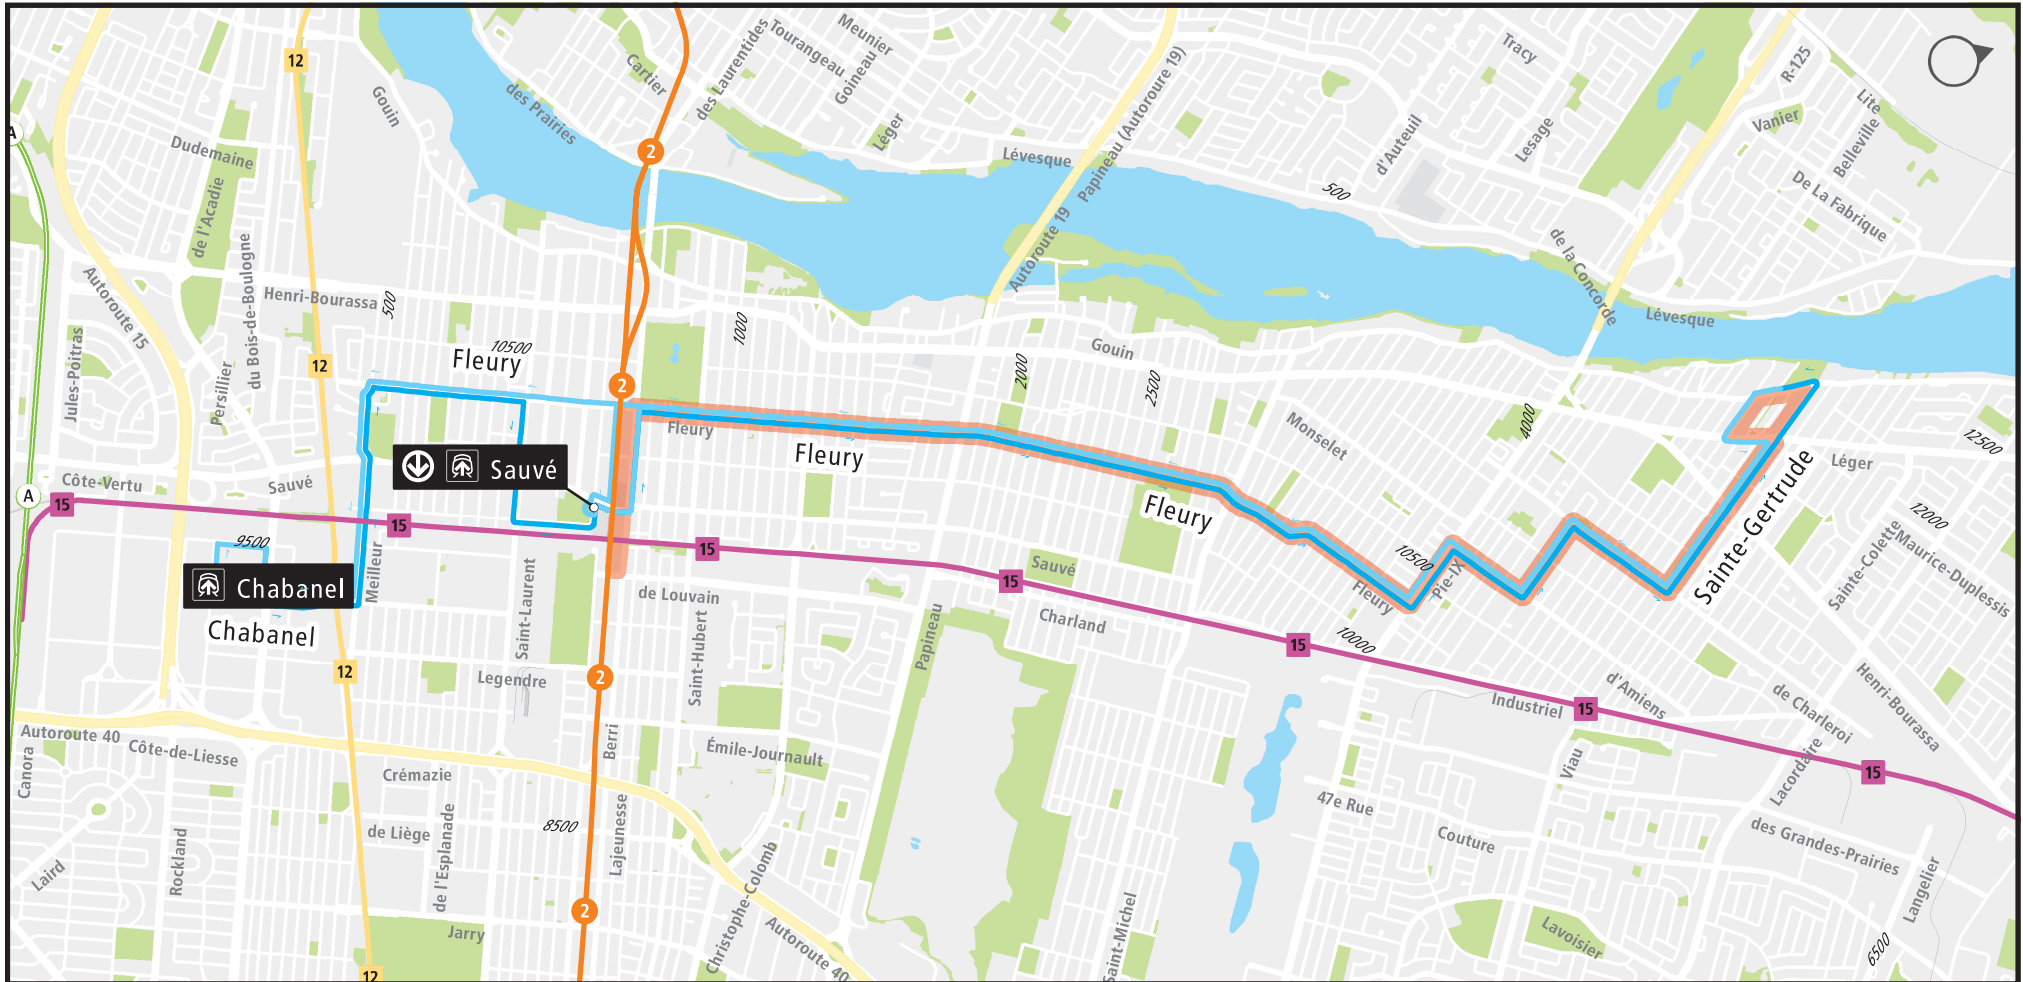 12
Gouin
des Prairies
Cartier
des Laurentides
Tourangeau
Meunier
Goineau
Léger
2
Lévesque
Papineau (Autoroure 19)
Autoroute 19
500
d'Auteuil
Tracy
Lesage
R-125
Vanier
Lite
Belleville
De La Fabrique
de la Concorde
Lévesque
A
Dudemaine
de l'Acadie
Autoroute 15
du Bois-de-Boulogne
Henri-Bourassa
500
Jules-Poitras
Persillier
12
10500
Fleury
2
1000
Gouin
2000
2500
Monselet
4000
12500
Fleury
Fleury
Fleury
Léger
Sainte-Gertrude
12000
Sainte-Colette
Maurice-Duplessis
Côte-Vertu
Sauvé
A
15
15
Sauvé
9500
Chabanel
Chabanel
Meilleur
Saint-Laurent
15
de Louvain
Saint-Hubert
Sauvé
15
Charland
Papineau
10500
Pie-IX
Fleury
10000
15
12
Legendre
2
Berri
Émile-Journault
Industriel
15
d'Amiens
de Charleroi
Henri-Bourassa
Viau
Lacordaire
15
Autoroute 40
Côte-de-Liesse
Canora
Crémazie
de Liège
de l'Esplanade
8500
Lajeunesse
Laird
Rockland
Jarry
2
12
Christophe-Colomb
Autoroute 40
Saint-Michel
47e Rue
Couture
des Grandes-Prairies
Langelier
Lavoisier
6500